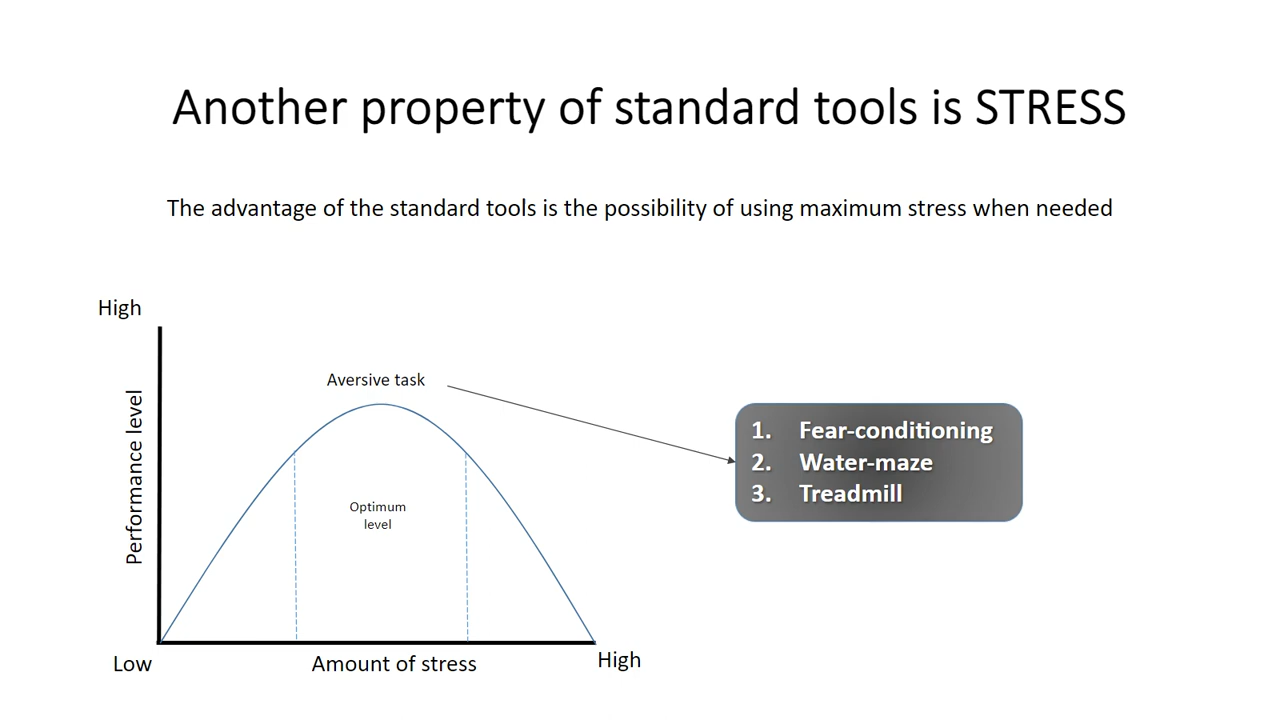 Another property of standard tools is STRESS
The advantage of the standard tools is the possibility of using maximum stress when needed
High
Performance level
Aversive task
Optimum
level
Low
Amount of stress
High
1. Fear-conditioning
2. Water-maze
3. Treadmill